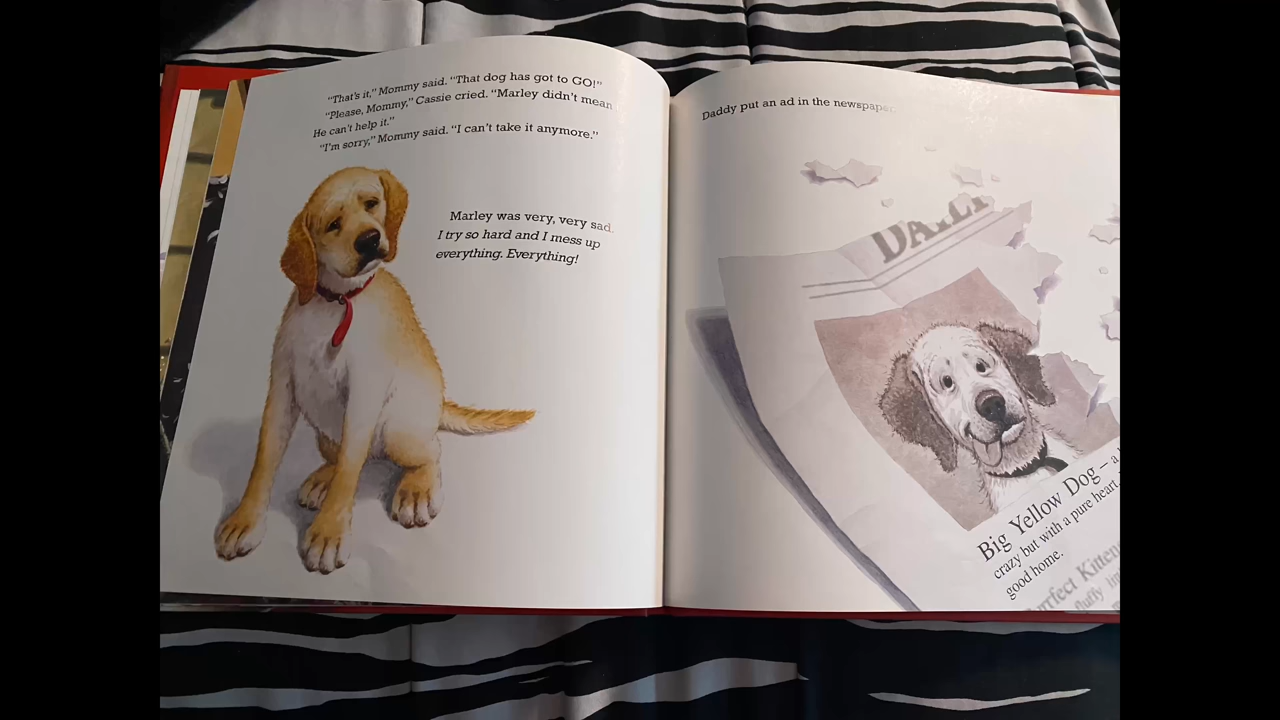 "That's it," Mommy said. "That dog has got to GO!"
"Please, Mommy," Cassie cried. "Marley didn't mean
He can't help it."
"I'm sorry," Mommy said. "I can't take it anymore."
Marley was very, very sad.
I try so hard and I mess up
everything. Everything!
Daddy put an ad in the newspaper
DAILY
Big Yellow Dog – a
crazy but with a pure heart
good home.
Kitten
fluffy